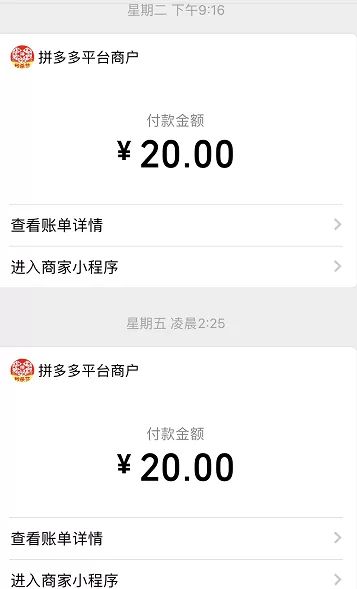 星期二 下午9:16
拼多多平台商户
付款金额
¥ 20.00
查看账单详情
进入商家小程序
星期五 凌晨2:25
拼多多平台商户
付款金额
¥ 20.00
查看账单详情
进入商家小程序